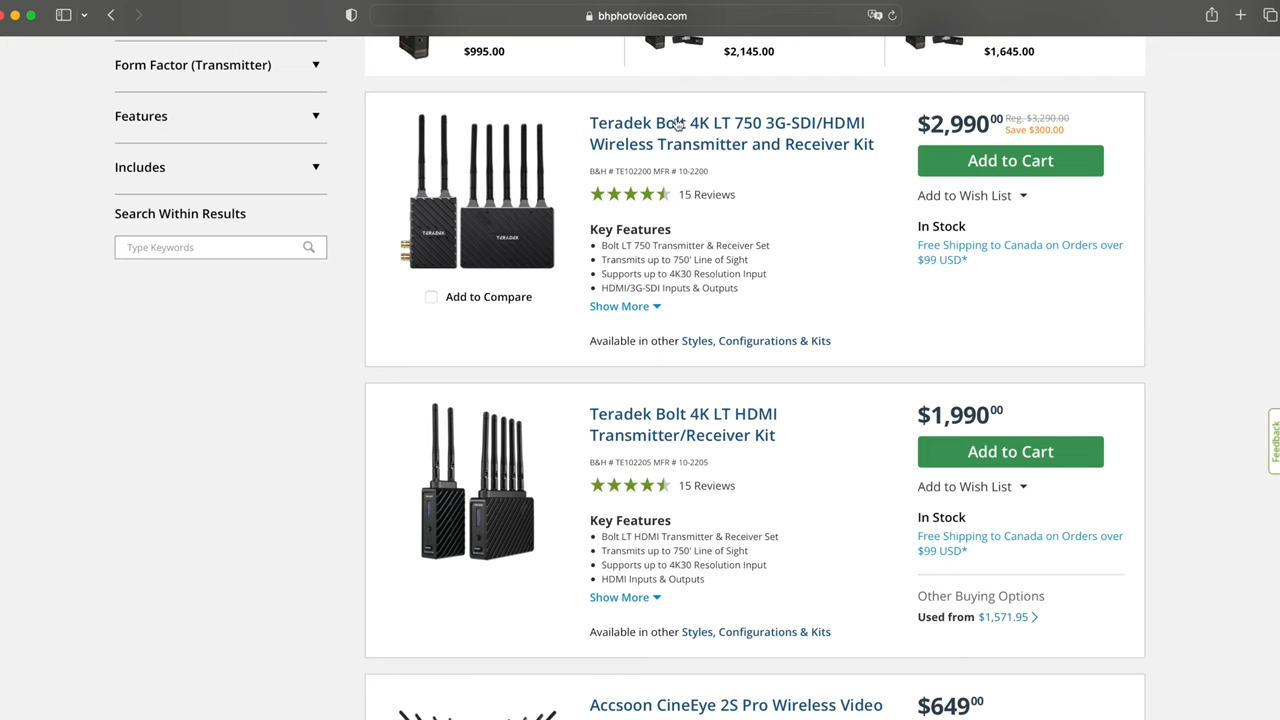 bhphotovideo.com
$995.00
$2,145.00
$1,645.00
Form Factor (Transmitter)
Features
Includes
Search Within Results
Type Keywords
TERADEK
TERADEK
Add to Compare
Teradek Bolt 4K LT 750 3G-SDI/HDMI
Wireless Transmitter and Receiver Kit
B&H # TE102200 MFR # 10-2200
15 Reviews
Key Features
• Bolt LT 750 Transmitter & Receiver Set
• Transmits up to 750' Line of Sight
• Supports up to 4K30 Resolution Input
• HDMI/3G-SDI Inputs & Outputs
Show More
Available in other Styles, Configurations & Kits
$2,990.00 Reg. $3,290.00
Save $300.00
Add to Cart
Add to Wish List
In Stock
Free Shipping to Canada on Orders over
$99 USD*
Teradek Bolt 4K LT HDMI
Transmitter/Receiver Kit
B&H # TE102205 MFR # 10-2205
15 Reviews
Key Features
• Bolt LT HDMI Transmitter & Receiver Set
• Transmits up to 750' Line of Sight
• Supports up to 4K30 Resolution Input
• HDMI Inputs & Outputs
Show More
Available in other Styles, Configurations & Kits
$1,990.00
Add to Cart
Add to Wish List
In Stock
Free Shipping to Canada on Orders over
$99 USD*
Other Buying Options
Used from $1,571.95
Feedback
Accsoon CineEye 2S Pro Wireless Video
$649.00